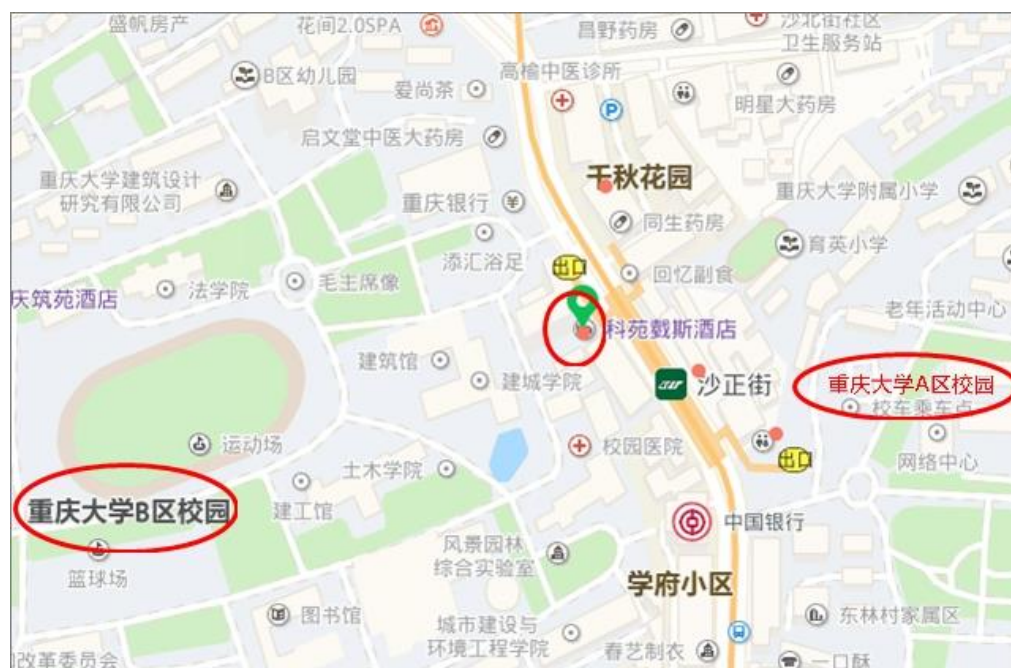 盛帆房产
花间2.0SPA
昌野药房
沙北街社区
卫生服务站
B区幼儿园
爱尚茶
高榆中医诊所
P
明星大药房
启文堂中医大药房
千秋花园
重庆大学建筑设计
研究有限公司
重庆银行
同生药房
重庆大学附属小学
育英小学
添汇浴足
出口
回忆副食
毛主席像
法学院
庆筑苑酒店
老年活动中心
科苑戴斯酒店
建筑馆
建城学院
沙正街
重庆大学A区校园
校车乘车点
运动场
土木学院
校园医院
出口
网络中心
重庆大学B区校园
建工馆
中国银行
篮球场
风景园林
综合实验室
学府小区
图书馆
城市建设与
环境工程学院
东林村家属区
改革委员会
春艺制衣
口酥